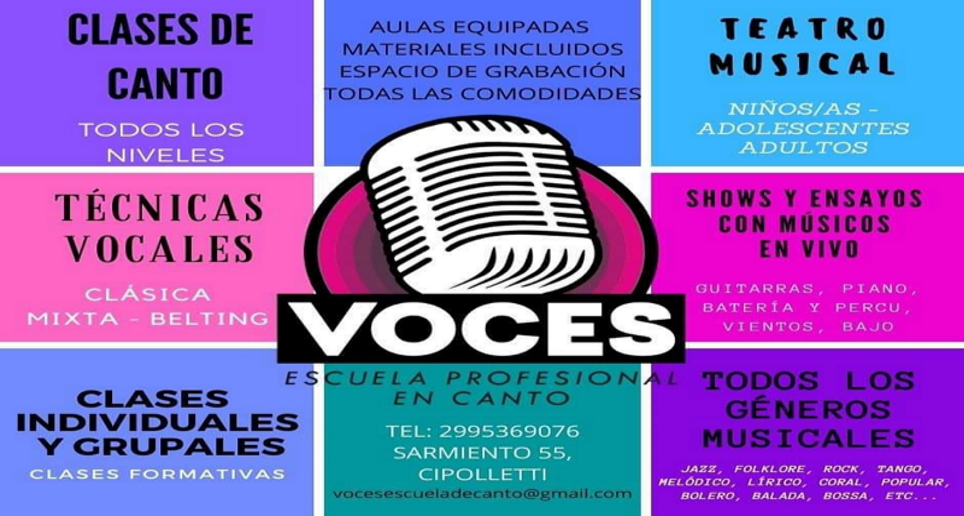 CLASES DE
CANTO
TODOS LOS
NIVELES
AULAS EQUIPADAS
MATERIALES INCLUIDOS
ESPACIO DE GRABACIÓN
TODAS LAS COMODIDADES
TEATRO
MUSICAL
NIÑOS/AS -
ADOLESCENTES
ADULTOS
TÉCNICAS
VOCALES
CLÁSICA
MIXTA - BELTING
SHOWS Y ENSAYOS
CON MÚSICOS
EN VIVO
GUITARRAS, PIANO,
BATERÍA Y PERCU,
VIENTOS, BAJO
VOCES
ESCUELA PROFESIONAL
EN CANTO
CLASES
INDIVIDUALES
Y GRUPALES
CLASES FORMATIVAS
TEL: 2995369076
SARMIENTO 55,
CIPOLLETTI
vocesescueladecanto@gmail.com
TODOS LOS
GÉNEROS
MUSICALES
JAZZ, FOLKLORE, ROCK, TANGO,
MELÓDICO, LÍRICO, CORAL, POPULAR,
BOLERO, BALADA, BOSSA, ETC...